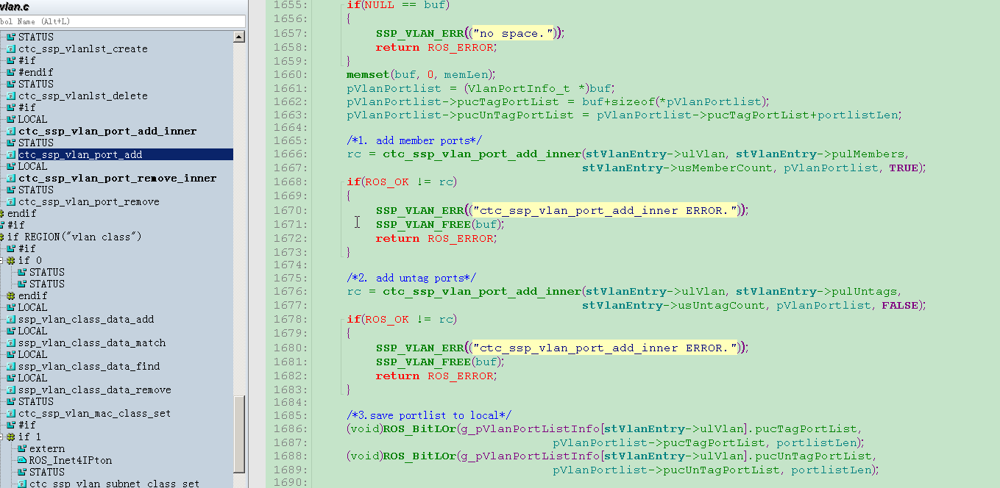 vlan.c
bol Name (Alt+L)
STATUS
ctc_ssp_vlanlst_create
#if
#endif
STATUS
ctc_ssp_vlanlst_delete
#if
LOCAL
ctc_ssp_vlan_port_add_inner
STATUS
ctc_ssp_vlan_port_add
LOCAL
ctc_ssp_vlan_port_remove_inner
STATUS
ctc_ssp_vlan_port_remove
endif
#if
if REGION("vlan class")
#if
if 0
STATUS
STATUS
endif
LOCAL
ssp_vlan_class_data_add
LOCAL
ssp_vlan_class_data_match
LOCAL
ssp_vlan_class_data_find
LOCAL
ssp_vlan_class_data_remove
STATUS
ctc_ssp_vlan_mac_class_set
#if
if 1
extern
ROS_Inet4IPton
STATUS
ctc_ssp_vlan_subnet_class_set
1655: if(NULL == buf)
1656: {
1657: SSP_VLAN_ERR(("no space."));
1658: return ROS_ERROR;
1659: }
1660: memset(buf, 0, memLen);
1661: pVlanPortlist = (VlanPortInfo_t *)buf;
1662: pVlanPortlist->pucTagPortList = buf+sizeof(*pVlanPortlist);
1663: pVlanPortlist->pucUnTagPortList = pVlanPortlist->pucTagPortList+portlistLen;
1664:
1665: /*1. add member ports*/
1666: rc = ctc_ssp_vlan_port_add_inner(stVlanEntry->ulVlan, stVlanEntry->pulMembers,
1667: stVlanEntry->usMemberCount, pVlanPortlist, TRUE);
1668: if(ROS_OK != rc)
1669: {
1670: SSP_VLAN_ERR(("ctc_ssp_vlan_port_add_inner ERROR."));
1671: SSP_VLAN_FREE(buf);
1672: return ROS_ERROR;
1673: }
1674:
1675: /*2. add untag ports*/
1676: rc = ctc_ssp_vlan_port_add_inner(stVlanEntry->ulVlan, stVlanEntry->pulUntags,
1677: stVlanEntry->usUntagCount, pVlanPortlist, FALSE);
1678: if(ROS_OK != rc)
1679: {
1680: SSP_VLAN_ERR(("ctc_ssp_vlan_port_add_inner ERROR."));
1681: SSP_VLAN_FREE(buf);
1682: return ROS_ERROR;
1683: }
1684:
1685: /*3.save portlist to local*/
1686: (void)ROS_BitLOr(g_pVlanPortListInfo[stVlanEntry->ulVlan].pucTagPortList,
1687: pVlanPortlist->pucTagPortList, portlistLen);
1688: (void)ROS_BitLOr(g_pVlanPortListInfo[stVlanEntry->ulVlan].pucUnTagPortList,
1689: pVlanPortlist->pucUnTagPortList, portlistLen);
1690: